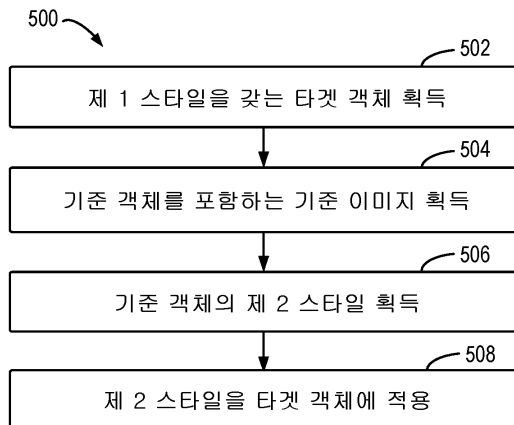 500
502
제 1 스타일을 갖는 타겟 객체 획득
504
기준 객체를 포함하는 기준 이미지 획득
506
기준 객체의 제 2 스타일 획득
508
제 2 스타일을 타겟 객체에 적용